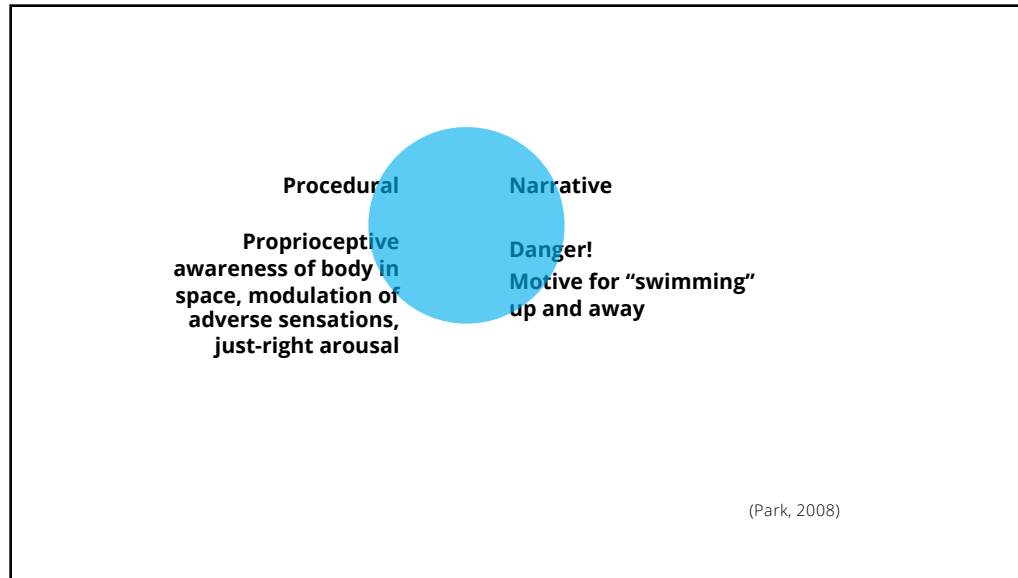 Procedural
Proprioceptive
awareness of body in
space, modulation of
adverse sensations,
just-right arousal
Narrative
Danger!
Motive for “swimming”
up and away
(Park, 2008)